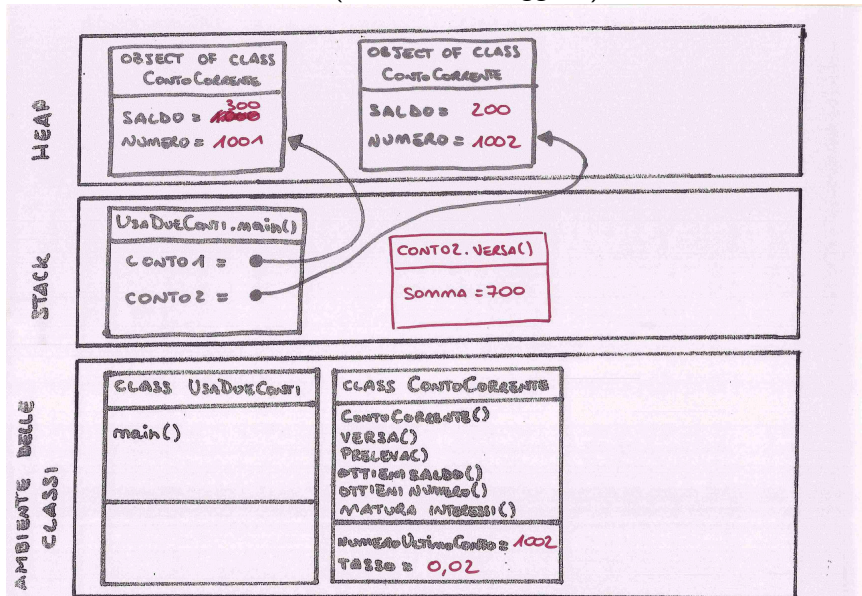 HEAP
OBJECT OF CLASS
ContoCorrente
300
SALDO =
NUMERO = 1001
OBJECT OF CLASS
ContoCorrente
SALDO = 200
NUMERO = 1002
STACK
UsaDueConti.main()
CONTO1 =
CONTO2 =
CONTO2.VERSA()
SOMMA = 700
AMBIENTE DELLE
CLASSI
CLASS UsaDueConti
main()
CLASS ContoCorrente
ContoCorrente()
VERSA()
PRELEVA()
OTTIENI SALDO()
OTTIENI NUMERO()
MATURA INTERESSI()
NUMERO UltimoConto = 1002
TASSO = 0,02